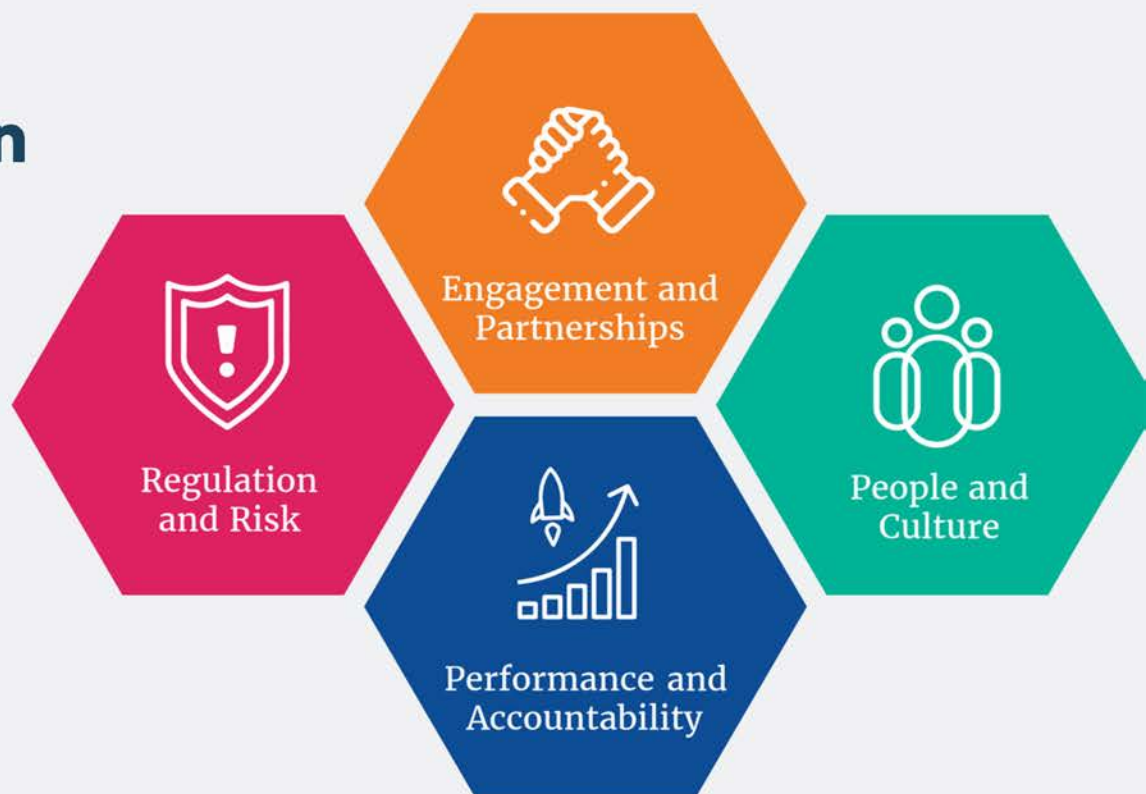 Engagement and
Partnerships
Regulation
and Risk
People and
Culture
Performance and
Accountability